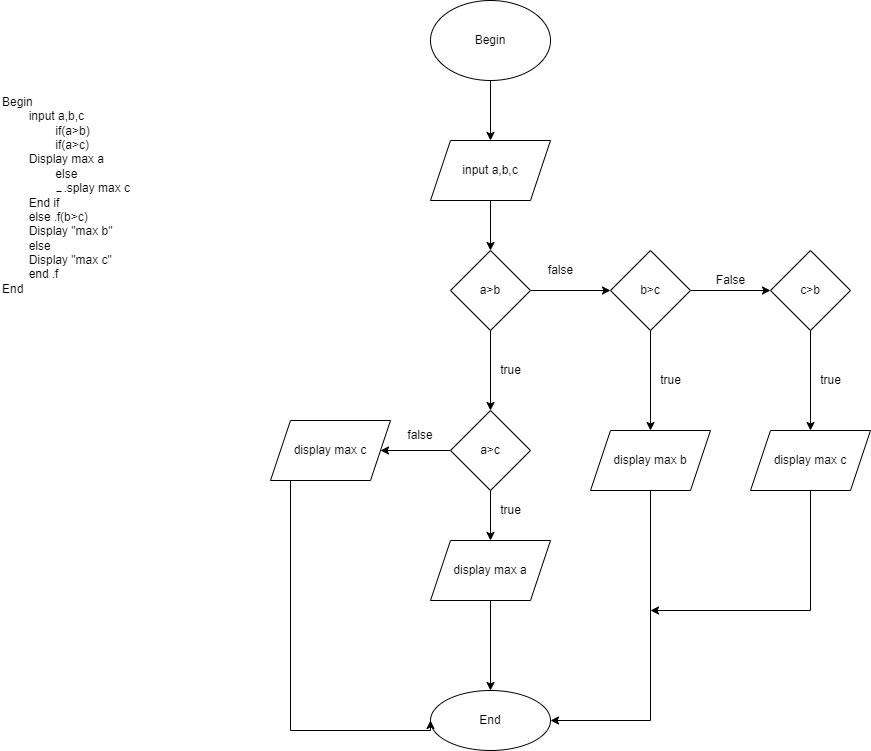 Begin
input a,b,c
if(a>b)
if(a>c)
Display max a
else
.splay max c
End if
else .f(b>c)
Display "max b"
else
Display "max c"
end .f
End
Begin
input a,b,c
a>b
false
b>c
False
c>b
true
true
true
display max c
false
a>c
display max b
display max c
true
display max a
End